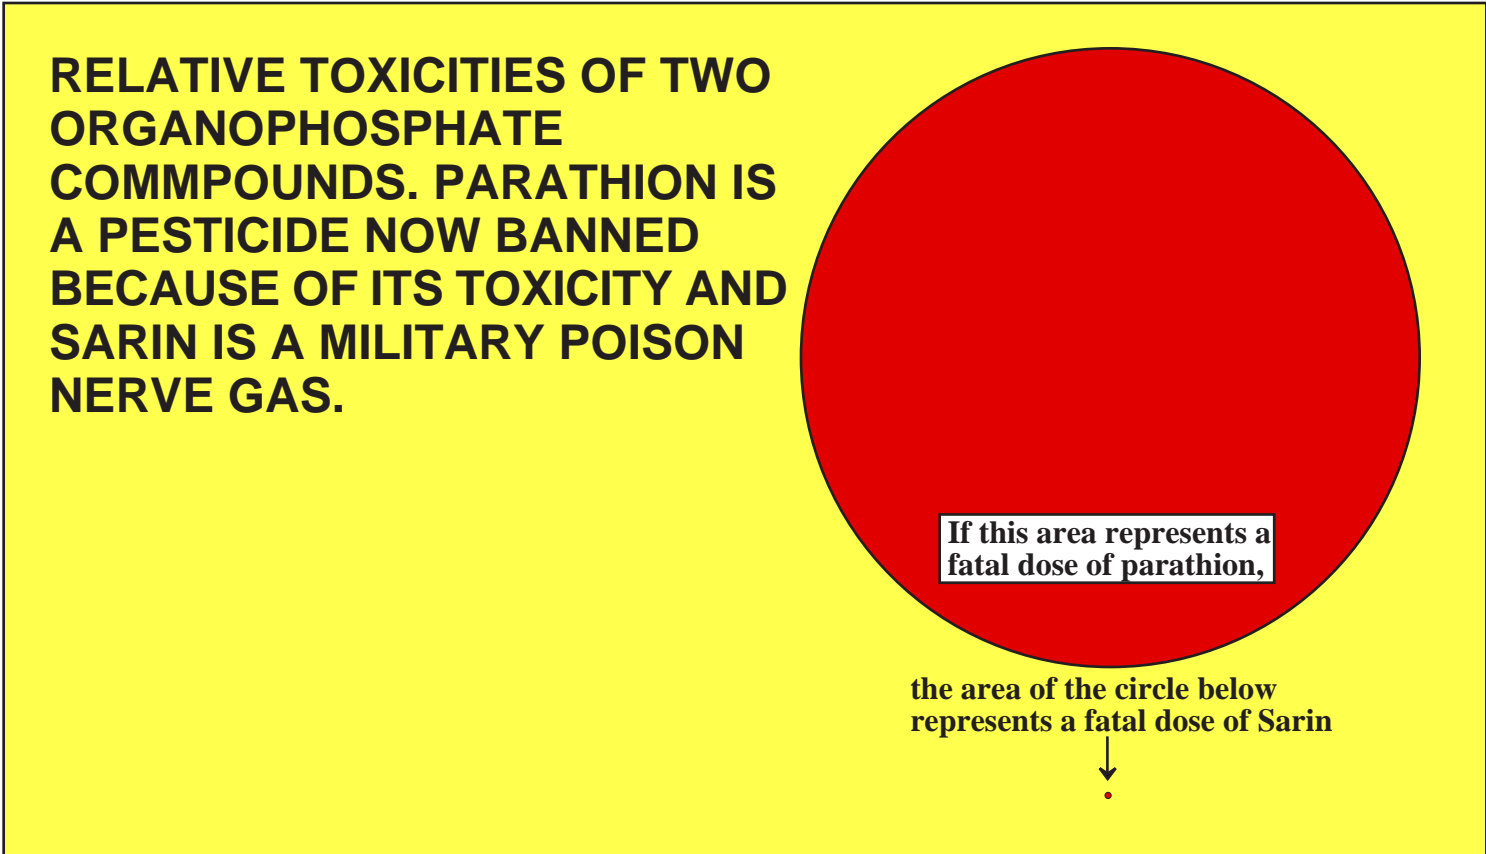 RELATIVE TOXICITIES OF TWO
ORGANOPHOSPHATE
COMMPOUNDS. PARATHION IS
A PESTICIDE NOW BANNED
BECAUSE OF ITS TOXICITY AND
SARIN IS A MILITARY POISON
NERVE GAS.
If this area represents a
fatal dose of parathion,
the area of the circle below
represents a fatal dose of Sarin